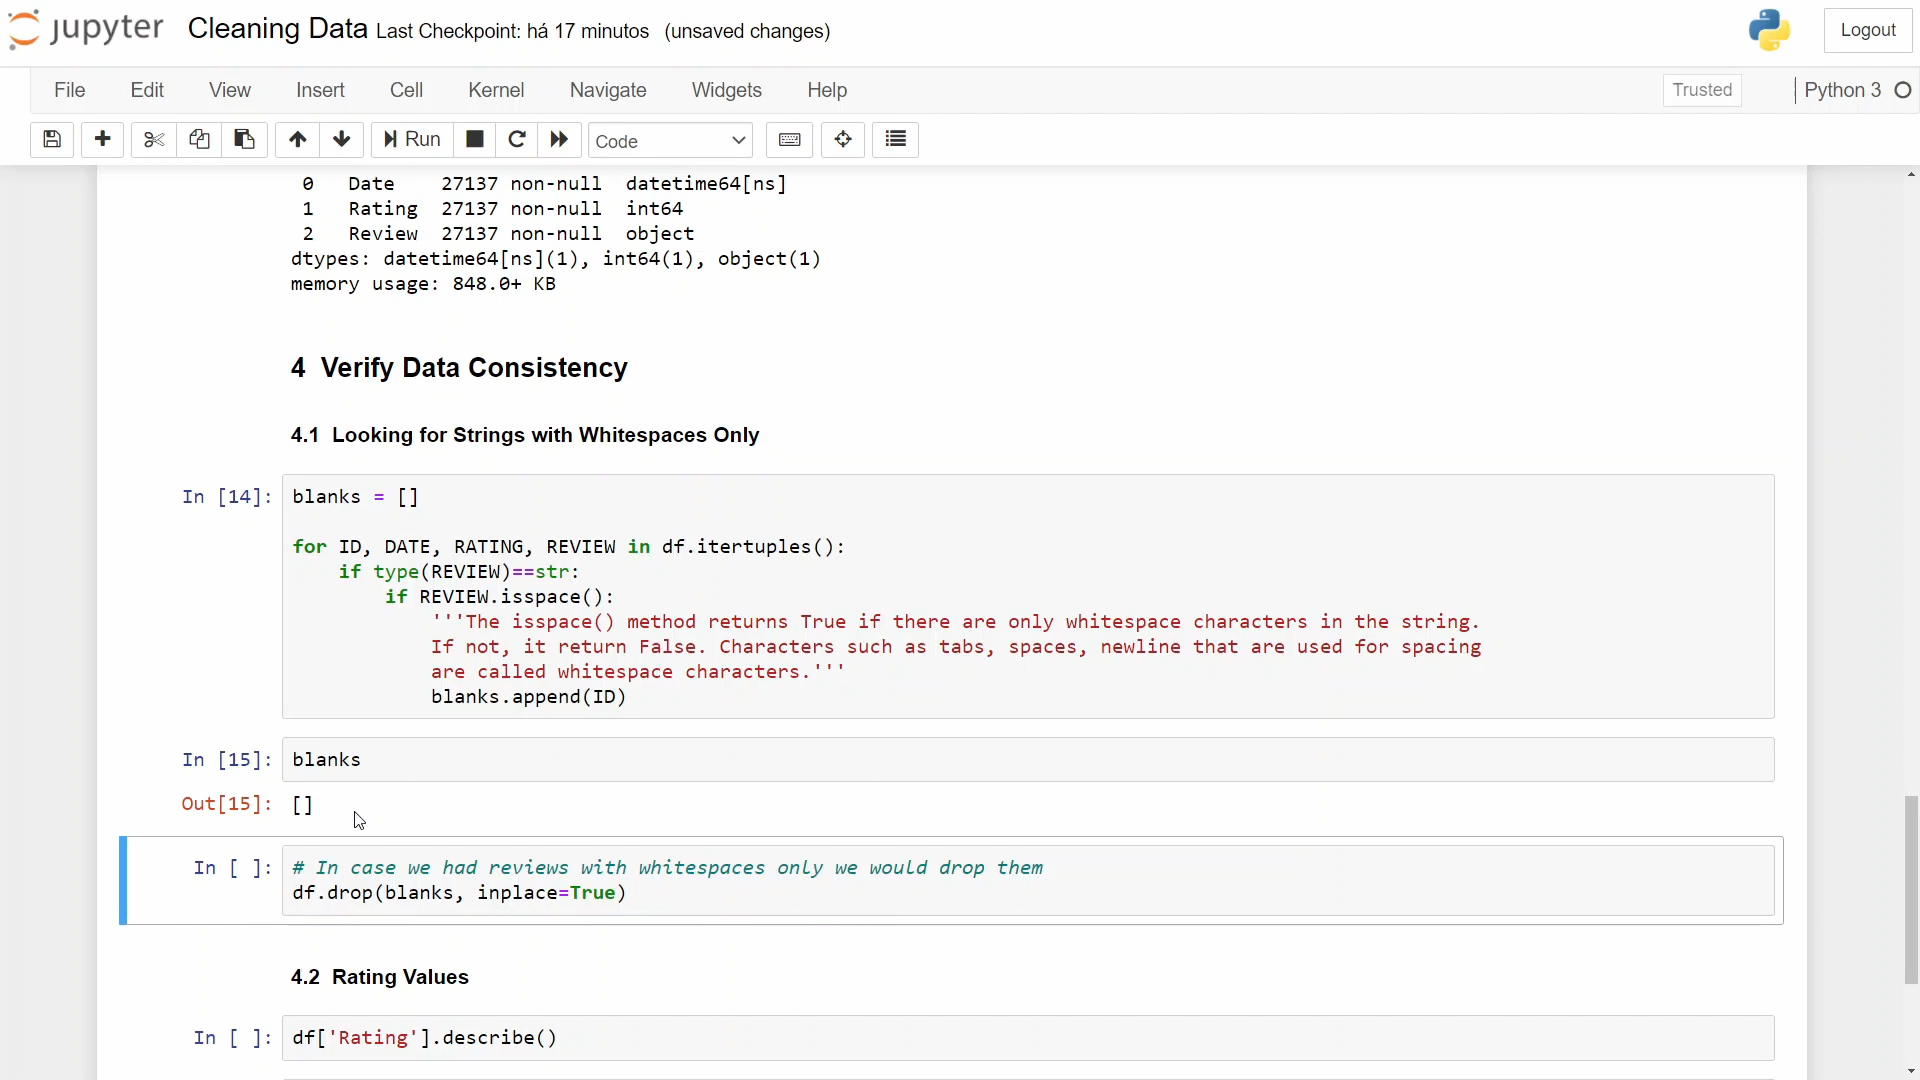 jupyter Cleaning Data Last Checkpoint: há 17 minutos (unsaved changes) Logout
File Edit View Insert Cell Kernel Navigate Widgets Help Trusted Python 3
Run Code
0 Date 27137 non-null datetime64[ns]
1 Rating 27137 non-null int64
2 Review 27137 non-null object
dtypes: datetime64[ns](1), int64(1), object(1)
memory usage: 848.0+ KB
4 Verify Data Consistency
4.1 Looking for Strings with Whitespaces Only
In [14]: blanks = []
for ID, DATE, RATING, REVIEW in df.itertuples():
if type(REVIEW)==str:
if REVIEW.isspace():
'''The isspace() method returns True if there are only whitespace characters in the string.
If not, it return False. Characters such as tabs, spaces, newline that are used for spacing
are called whitespace characters.'''
blanks.append(ID)
In [15]: blanks
Out[15]: []
In [ ]: # In case we had reviews with whitespaces only we would drop them
df.drop(blanks, inplace=True)
4.2 Rating Values
In [ ]: df['Rating'].describe()